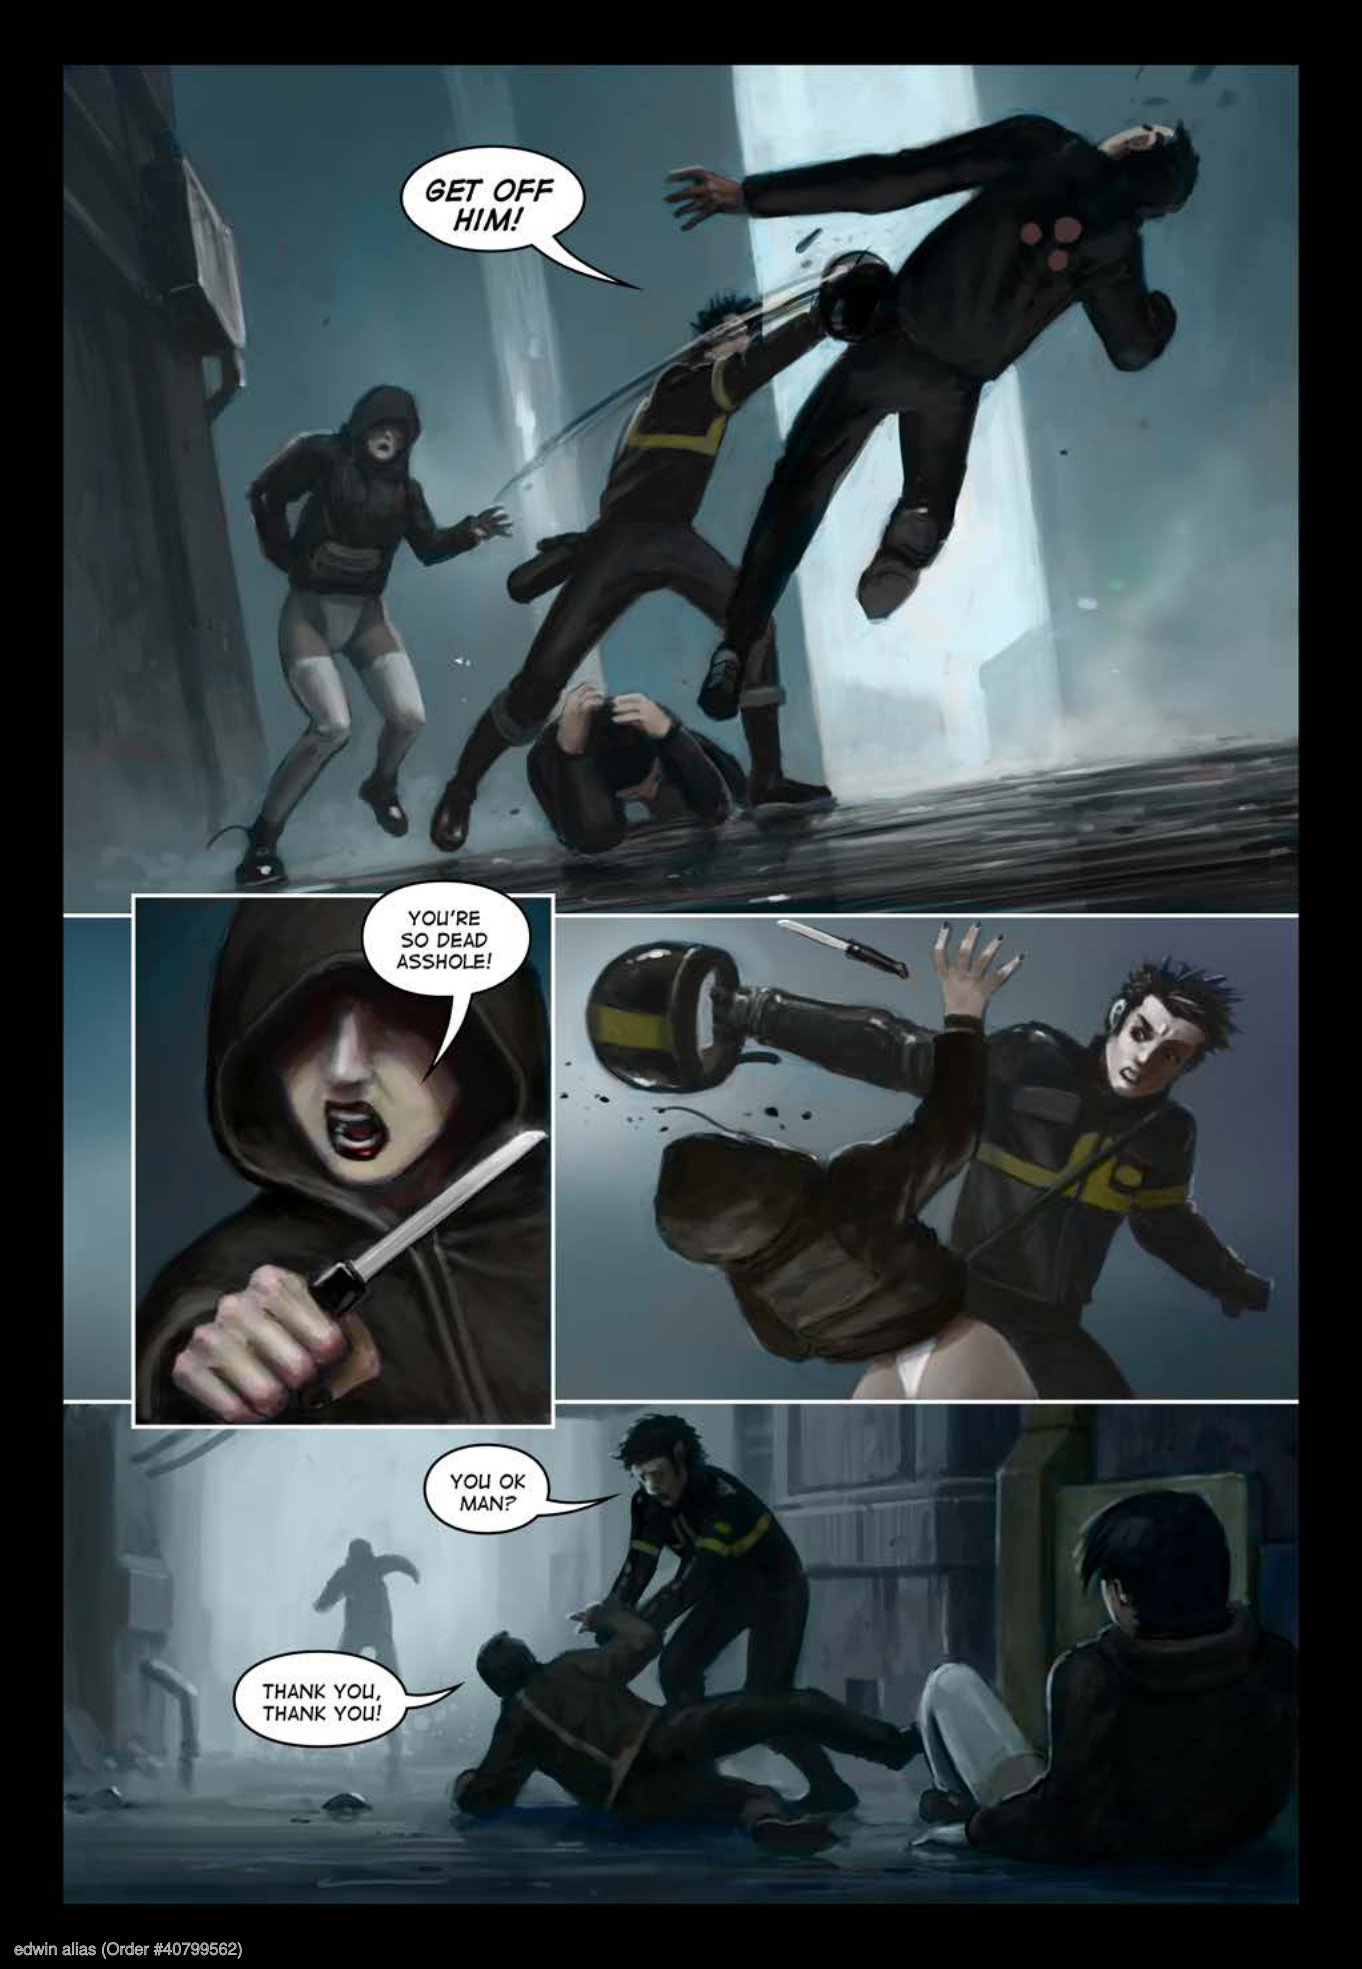 GET OFF
HIM!
YOU'RE
SO DEAD
ASSHOLE!
YOU OK
MAN?
THANK YOU,
THANK YOU!
edwin alias (Order #40799562)